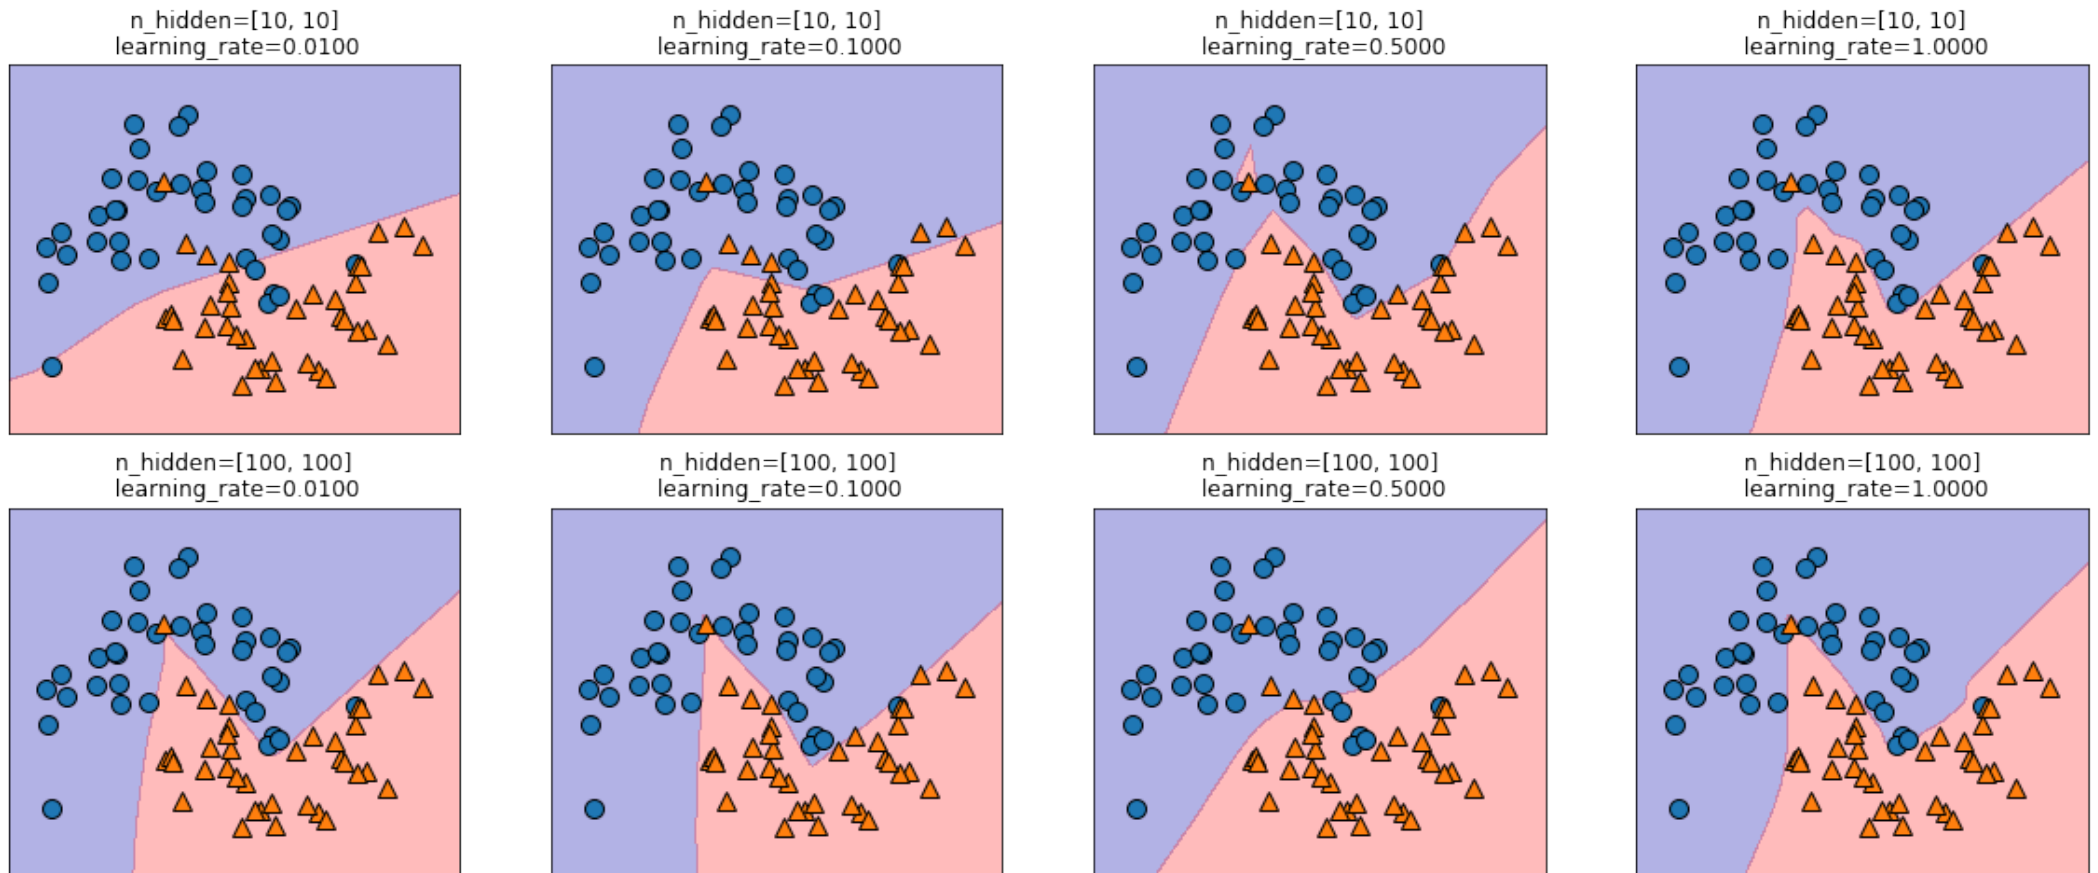 n_hidden=[10, 10]
learning_rate=0.0100
n_hidden=[10, 10]
learning_rate=0.1000
n_hidden=[10, 10]
learning_rate=0.5000
n_hidden=[10, 10]
learning_rate=1.0000
n_hidden=[100, 100]
learning_rate=0.0100
n_hidden=[100, 100]
learning_rate=0.1000
n_hidden=[100, 100]
learning_rate=0.5000
n_hidden=[100, 100]
learning_rate=1.0000